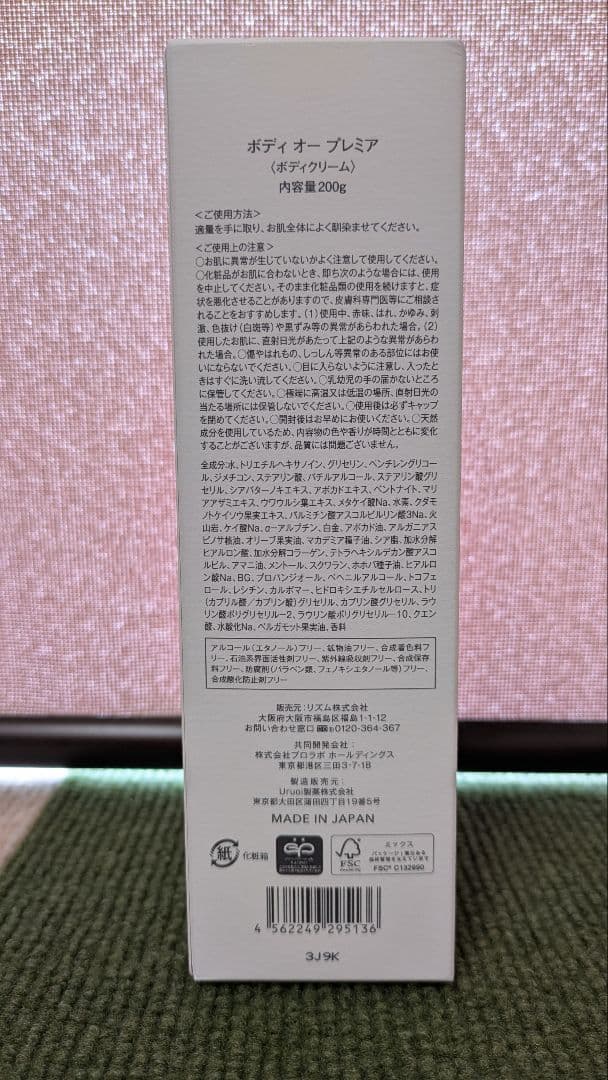 ボディ オー プレミア
〈ボディクリーム〉
内容量200g
＜ご使用方法＞
適量を手に取り、お肌全体によく馴染ませてください。
＜ご使用上の注意＞
○お肌に異常が生じていないかよく注意して使用してください。
○化粧品がお肌に合わないとき、即ち次のような場合には、使用
を中止してください。そのまま化粧品類の使用を続けますと、症
状を悪化させることがありますので、皮膚科専門医等にご相談さ
れることをおすすめします。(1)使用中、赤味、はれ、かゆみ、刺
激、色抜け(白斑等)や黒ずみ等の異常があらわれた場合。(2)
使用したお肌に、直射日光があたって上記のような異常があらわ
れた場合。○傷やはれもの、しっしん等異常のある部位にはお使
いにならないでください。○目に入らないように注意し、入ったと
きはすぐに洗い流してください。○乳幼児の手の届かないところ
に保管してください。○極端に高温又は低温の場所、直射日光の
当たる場所には保管しないでください。○使用後は必ずキャップ
を閉めてください。○開封後はお早めにお使いください。○天然
成分を使用しているため、内容物の色や香りが時間とともに変化
することがございますが、品質には問題ございません。
全成分:水、トリエチルヘキサノイン、グリセリン、ペンチレングリコー
ル、ジメチコン、ステアリン酸、バチルアルコール、ステアリン酸グリ
セリル、シアバターノキエキス、アボカドエキス、ベントナイト、マリ
アアザミエキス、ウワウルシ葉エキス、メタケイ酸Na、水素、クダモ
ノトケイソウ果実エキス、パルミチン酸アスコルビルリン酸3Na、火
山岩、ケイ酸Na、α-アルブチン、白金、アボカド油、アルガニアス
ピノサ核油、オリーブ果実油、マカデミア種子油、シア脂、加水分解
ヒアルロン酸、加水分解コラーゲン、テトラヘキシルデカン酸アスコ
ルビル、アマニ油、メントール、スクワラン、ホホバ種子油、ヒアルロ
ン酸Na、BG、プロパンジオール、ベヘニルアルコール、トコフェ
ロール、レシチン、カルボマー、ヒドロキシエチルセルロース、トリ
(カプリル酸/カプリン酸)グリセリル、カプリン酸グリセリル、ラウ
リン酸ポリグリセリル-2、ラウリン酸ポリグリセリル-10、クエン
酸、水酸化Na、ベルガモット果実油、香料
アルコール(エタノール)フリー、鉱物油フリー、合成着色料フ
リー、石油系界面活性剤フリー、紫外線吸収剤フリー、合成保存
料フリー、防腐剤(パラベン類、フェノキシエタノール等)フリー、
合成酸化防止剤フリー
販売元:リズム株式会社
大阪府大阪市福島区福島1-1-12
お問い合わせ窓口 0120-364-367
共同開発会社:
株式会社プロラボ ホールディングス
東京都港区三田3-7-18
製造販売元:
Uruoi製薬株式会社
東京都大田区蒲田四丁目19番5号
MADE IN JAPAN
紙 化粧箱
GP
FSC
ミックス
FSC® C132990
4 562249 295136
3J9K